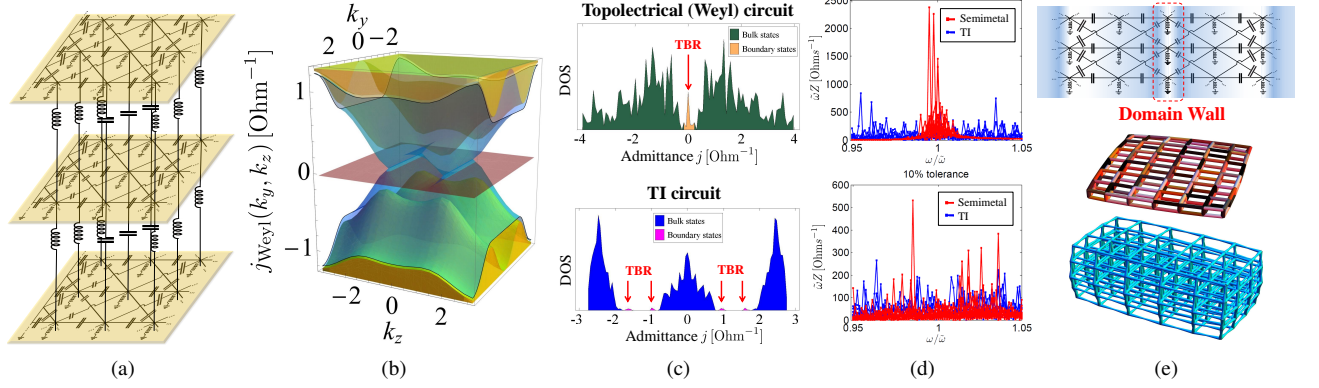 k_y
2 0 -2
j_Weyl(k_y, k_z) [Ohm^-1]
1
0
-1
-2 0 2
k_z
Topolectrical (Weyl) circuit
Bulk states
Boundary states
TBR
DOS
-4 -2 0 2 4
Admittance j [Ohm^-1]
TI circuit
Bulk states
Boundary states
TBR TBR
DOS
-3 -2 -1 0 1 2 3
Admittance j [Ohm^-1]
2500
2000
1500
1000
500
0
Semimetal
TI
ω̃Z [Ohms^-1]
0.95 1 1.05
ω/ω̃
10% tolerance
600
500
400
300
200
100
0
Semimetal
TI
ω̃Z [Ohms^-1]
0.95 1 1.05
ω/ω̃
Domain Wall
(a) (b) (c) (d) (e)